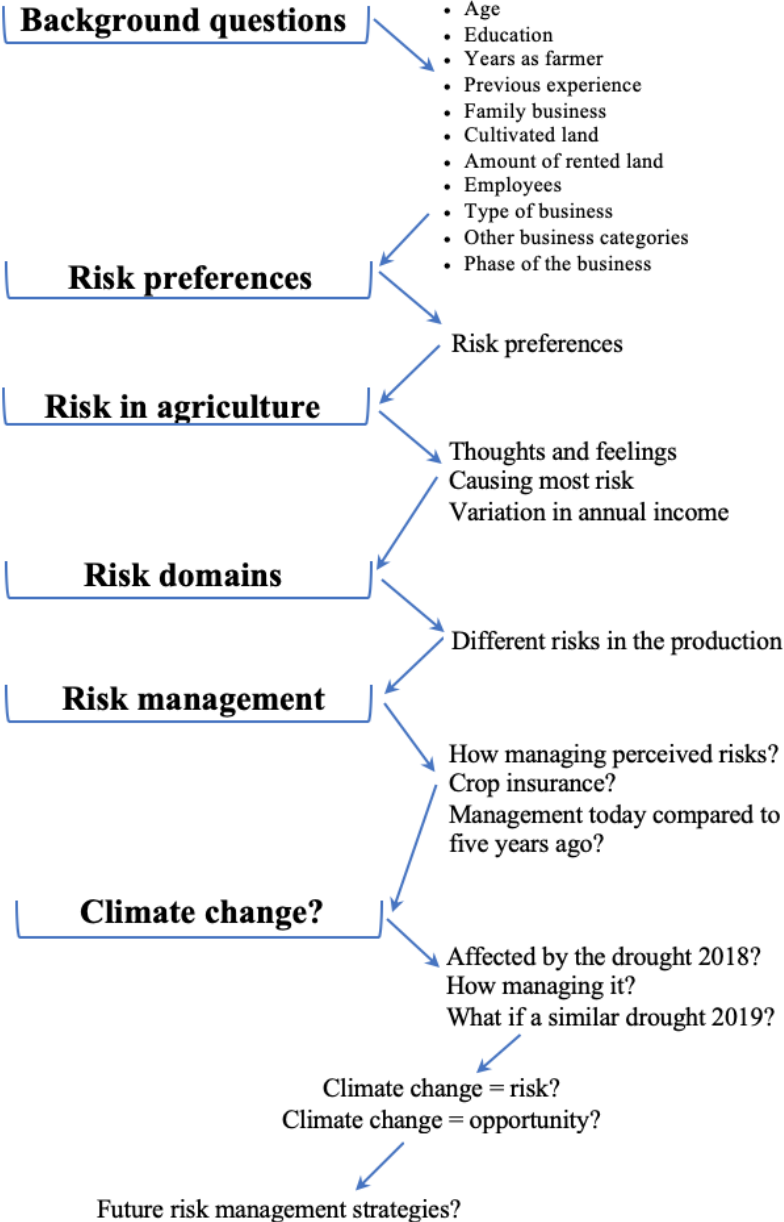 Background questions
• Age
• Education
• Years as farmer
• Previous experience
• Family business
• Cultivated land
• Amount of rented land
• Employees
• Type of business
• Other business categories
• Phase of the business
Risk preferences
Risk preferences
Risk in agriculture
Thoughts and feelings
Causing most risk
Variation in annual income
Risk domains
Different risks in the production
Risk management
How managing perceived risks?
Crop insurance?
Management today compared to
five years ago?
Climate change?
Affected by the drought 2018?
How managing it?
What if a similar drought 2019?
Climate change = risk?
Climate change = opportunity?
Future risk management strategies?